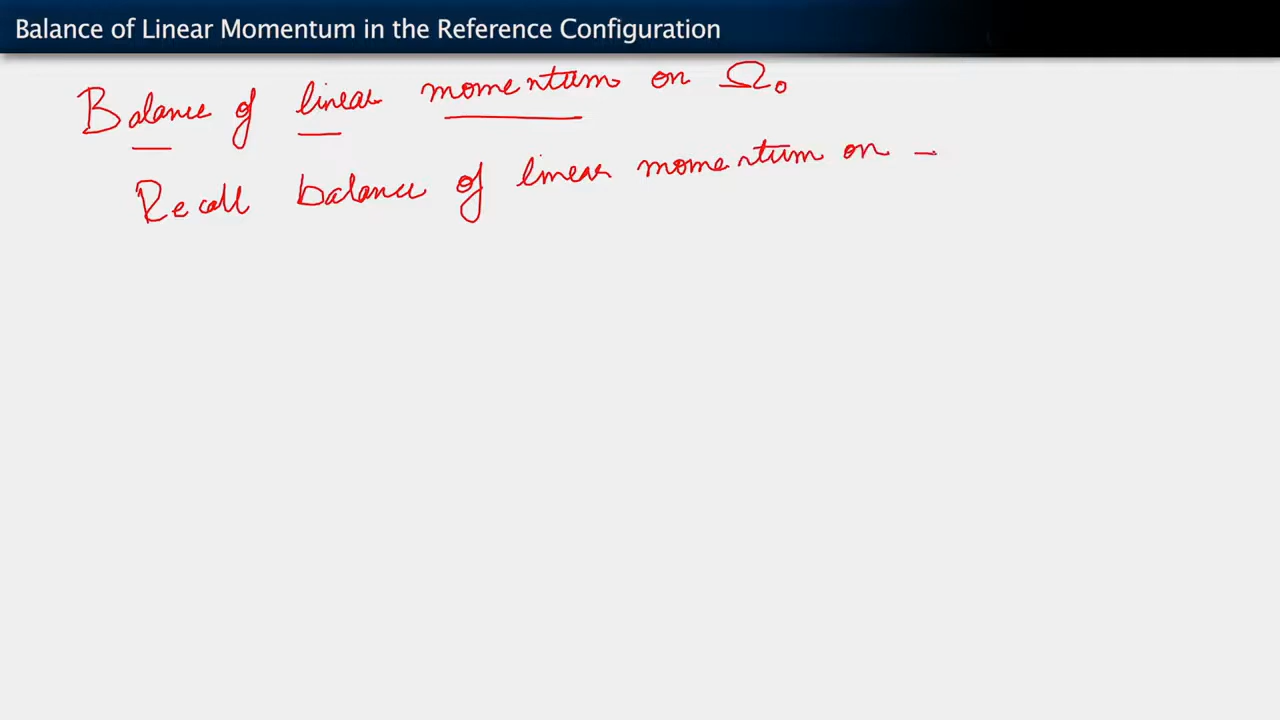 Balance of Linear Momentum in the Reference Configuration
Balance of linear momentum on Ω₀
Recall balance of linear momentum on